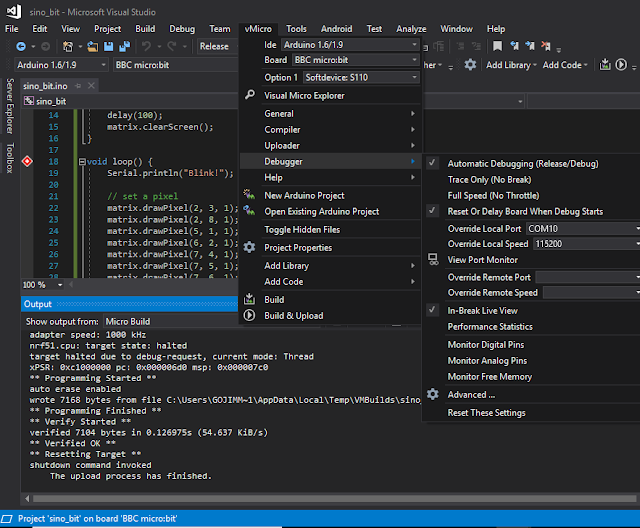 sino_bit - Microsoft Visual Studio
File Edit View Project Build Debug Team vMicro Tools Android Test Analyze Window Help
Release
Arduino 1.6/1.9 BBC micro:bit
Add Library Add Code
Server Explorer
Toolbox
sino_bit.ino
sino_bit
14 delay(100);
15 matrix.clearScreen();
16 }
17
18 void loop() {
19 Serial.println("Blink!");
20
21 // set a pixel
22 matrix.drawPixel(2, 3, 1);
23 matrix.drawPixel(2, 8, 1);
24 matrix.drawPixel(5, 1, 1);
25 matrix.drawPixel(6, 2, 1);
26 matrix.drawPixel(7, 4, 1);
27 matrix.drawPixel(7, 5, 1);
28 matrix.drawPixel(7, 6, 1);
100 %
Ide Arduino 1.6/1.9
Board BBC micro:bit
Option 1 Softdevice: S110
Visual Micro Explorer
General
Compiler
Uploader
Debugger
Help
New Arduino Project
Open Existing Arduino Project
Toggle Hidden Files
Project Properties
Add Library
Add Code
Build
Build & Upload
Automatic Debugging (Release/Debug)
Trace Only (No Break)
Full Speed (No Throttle)
Reset Or Delay Board When Debug Starts
Override Local Port COM10
Override Local Speed 115200
View Port Monitor
Override Remote Port
Override Remote Speed
In-Break Live View
Performance Statistics
Monitor Digital Pins
Monitor Analog Pins
Monitor Free Memory
Advanced ...
Reset These Settings
Output
Show output from: Micro Build
adapter speed: 1000 kHz
nrf51.cpu: target state: halted
target halted due to debug-request, current mode: Thread
xPSR: 0xc1000000 pc: 0x000006d0 msp: 0x000007c0
** Programming Started **
auto erase enabled
wrote 7168 bytes from file C:\Users\GOJIMM~1\AppData\Local\Temp\VMBuilds\sino_
** Programming Finished **
** Verify Started **
verified 7104 bytes in 0.126975s (54.637 KiB/s)
** Verified OK **
** Resetting Target **
shutdown command invoked
The upload process has finished.
Project 'sino_bit' on board 'BBC micro:bit'